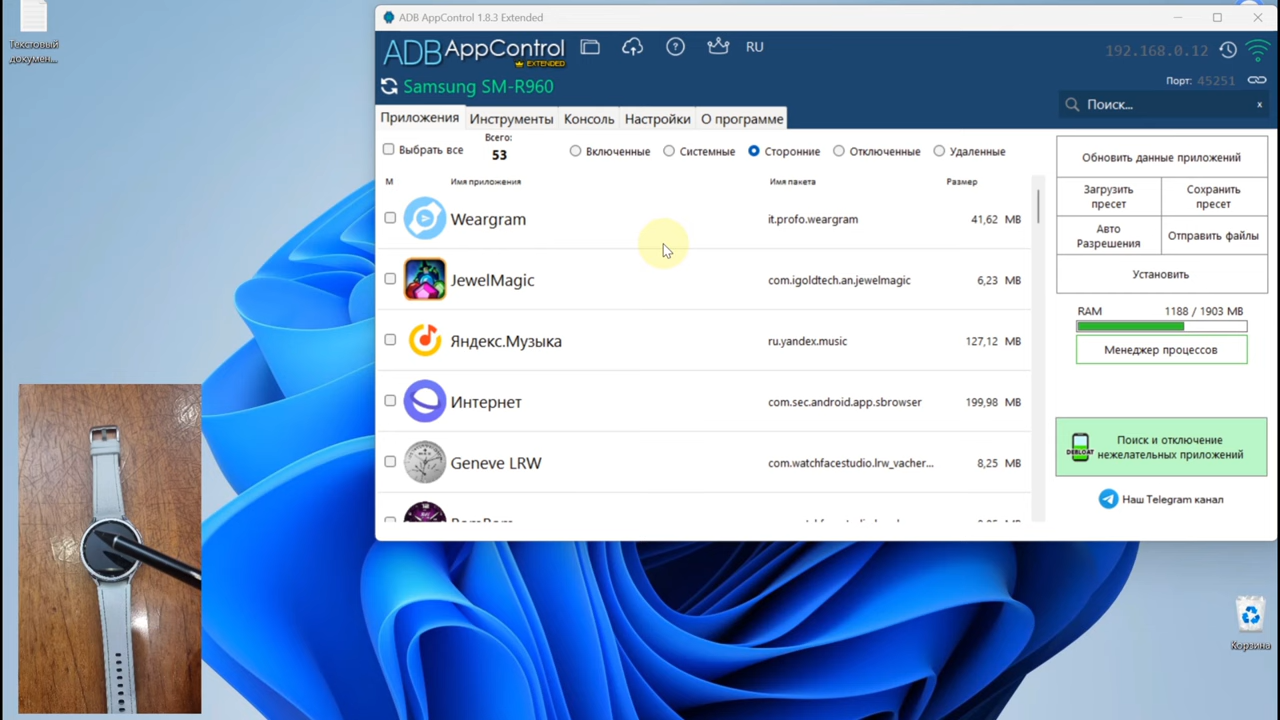 Текстовый
докумен...
ADB AppControl 1.8.3 Extended
ADB AppControl
EXTENDED
RU
192.168.0.12
Samsung SM-R960
Порт: 45251
Поиск...
x
Приложения
Инструменты
Консоль
Настройки
О программе
Выбрать все
Всего:
53
Включенные
Системные
Сторонние
Отключенные
Удаленные
М
Имя приложения
Имя пакета
Размер
Weargram
it.profo.weargram
41,62 MB
JewelMagic
com.igoldtech.an.jewelmagic
6,23 MB
Яндекс.Музыка
ru.yandex.music
127,12 MB
Интернет
com.sec.android.app.sbrowser
199,98 MB
Geneve LRW
com.watchfacestudio.lrw_vacher...
8,25 MB
Обновить данные приложений
Загрузить
пресет
Сохранить
пресет
Авто
Разрешения
Отправить файлы
Установить
RAM
1188 / 1903 MB
Менеджер процессов
DEBLOAT
Поиск и отключение
нежелательных приложений
Наш Telegram канал
Корзина